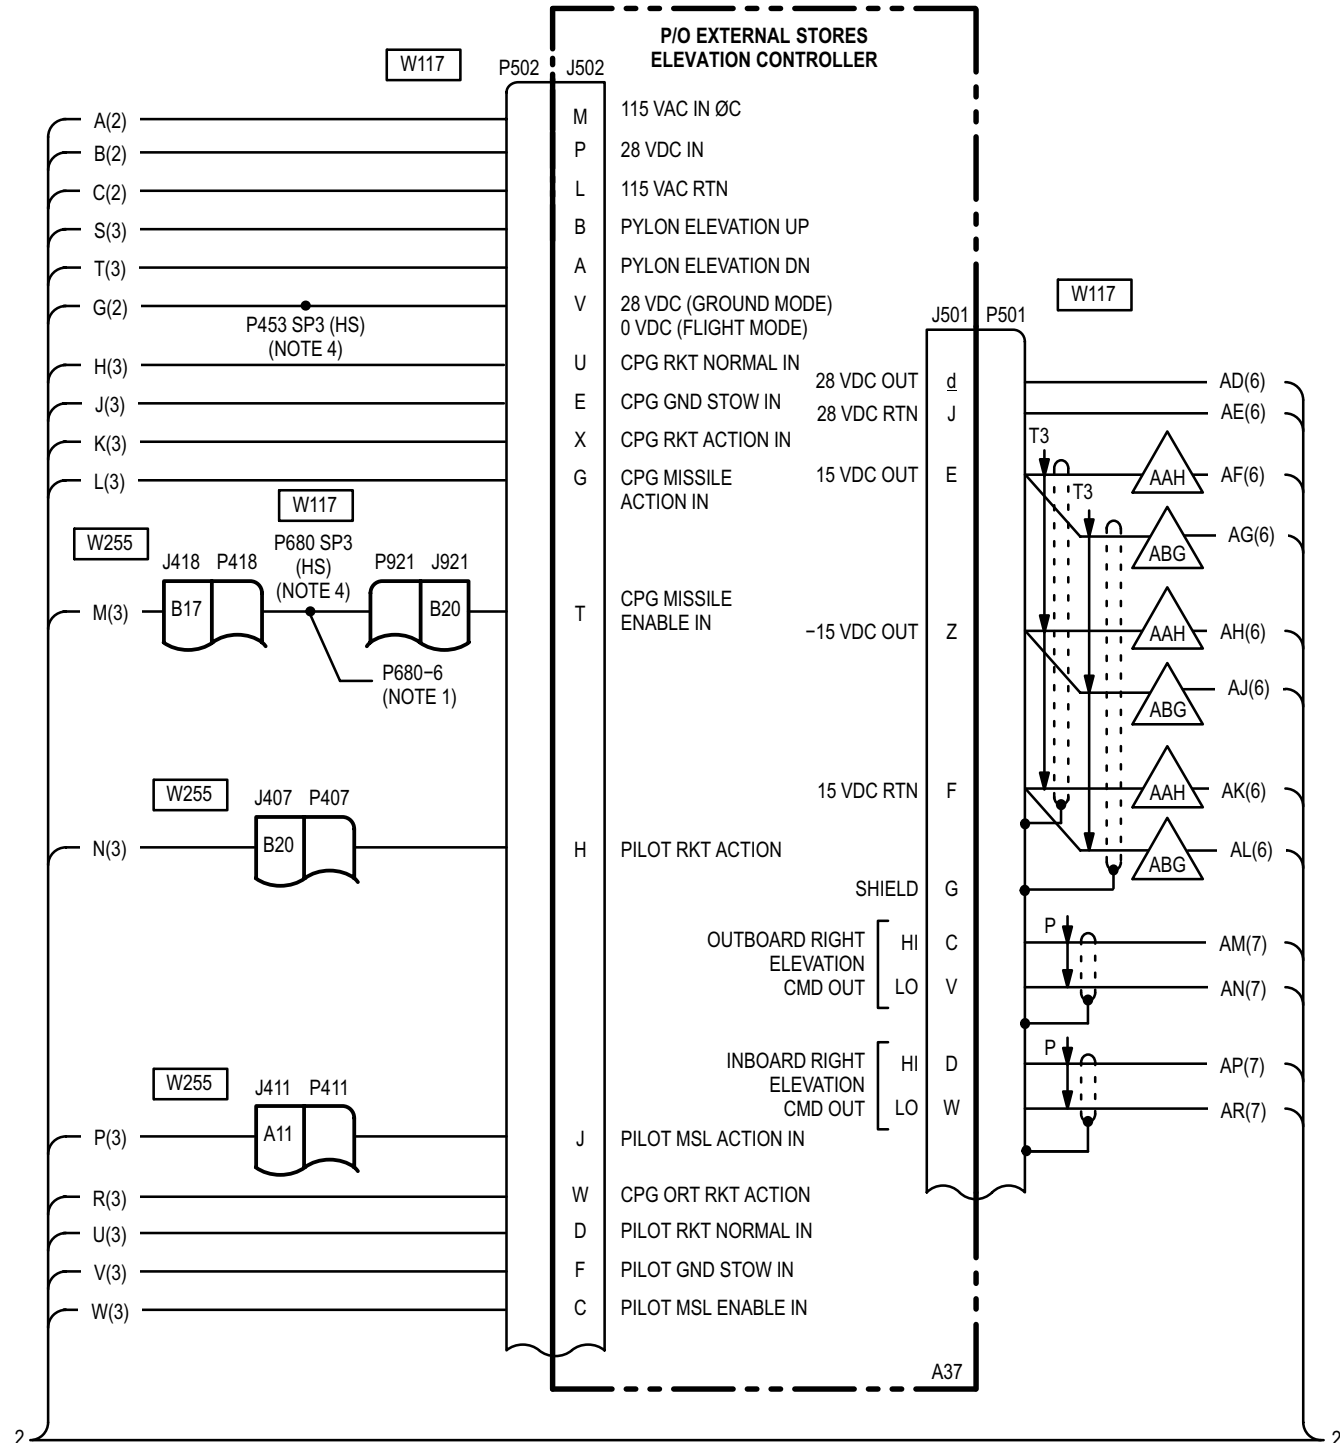 P/O EXTERNAL STORES
ELEVATION CONTROLLER
W117
P502
J502
A(2)
M
115 VAC IN ØC
B(2)
P
28 VDC IN
C(2)
L
115 VAC RTN
S(3)
B
PYLON ELEVATION UP
T(3)
A
PYLON ELEVATION DN
G(2)
P453 SP3 (HS)
(NOTE 4)
V
28 VDC (GROUND MODE)
0 VDC (FLIGHT MODE)
H(3)
U
CPG RKT NORMAL IN
J(3)
E
CPG GND STOW IN
K(3)
X
CPG RKT ACTION IN
L(3)
G
CPG MISSILE
ACTION IN
W117
W255
J418
P418
P680 SP3
(HS)
(NOTE 4)
P921
J921
M(3)
B17
B20
T
CPG MISSILE
ENABLE IN
P680−6
(NOTE 1)
W255
J407
P407
N(3)
B20
H
PILOT RKT ACTION
W255
J411
P411
P(3)
A11
J
PILOT MSL ACTION IN
R(3)
W
CPG ORT RKT ACTION
U(3)
D
PILOT RKT NORMAL IN
V(3)
F
PILOT GND STOW IN
W(3)
C
PILOT MSL ENABLE IN
W117
J501
P501
28 VDC OUT
d
AD(6)
28 VDC RTN
J
AE(6)
T3
15 VDC OUT
E
AAH
AF(6)
T3
ABG
AG(6)
−15 VDC OUT
Z
AAH
AH(6)
ABG
AJ(6)
15 VDC RTN
F
AAH
AK(6)
ABG
AL(6)
SHIELD
G
OUTBOARD RIGHT
ELEVATION
CMD OUT
HI
C
P
AM(7)
LO
V
AN(7)
INBOARD RIGHT
ELEVATION
CMD OUT
HI
D
P
AP(7)
LO
W
AR(7)
A37
2
2